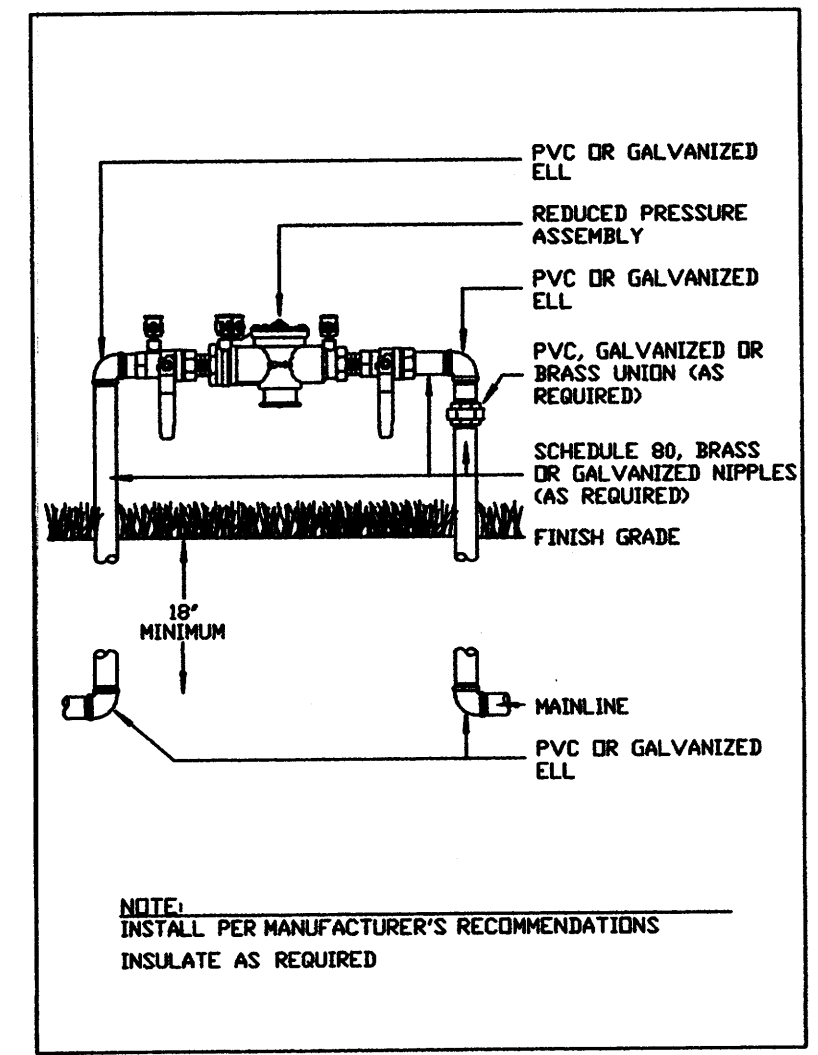 PVC OR GALVANIZED
ELL
REDUCED PRESSURE
ASSEMBLY
PVC OR GALVANIZED
ELL
PVC, GALVANIZED OR
BRASS UNION (AS
REQUIRED)
SCHEDULE 80, BRASS
OR GALVANIZED NIPPLES
(AS REQUIRED)
FINISH GRADE
18"
MINIMUM
MAINLINE
PVC OR GALVANIZED
ELL
NOTE:
INSTALL PER MANUFACTURER'S RECOMMENDATIONS
INSULATE AS REQUIRED